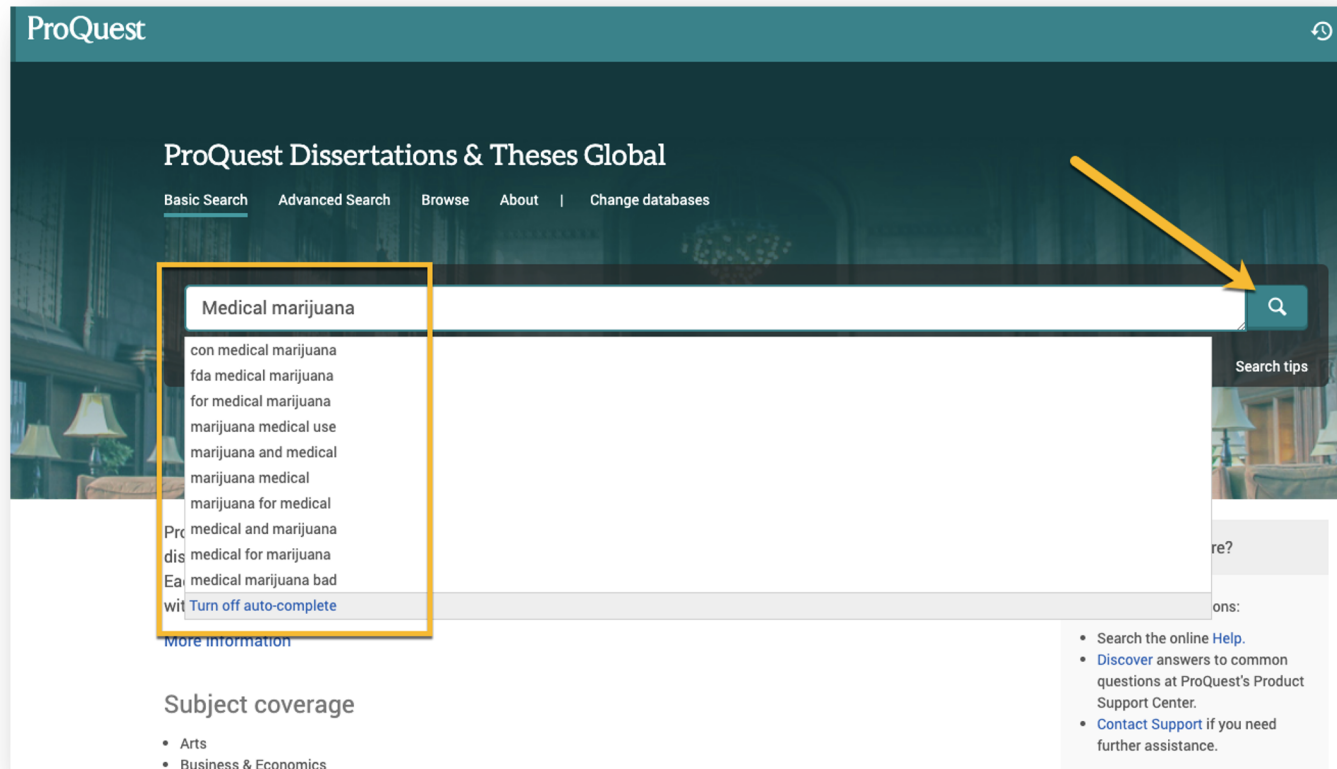 ProQuest
ProQuest Dissertations & Theses Global
Basic Search Advanced Search Browse About | Change databases
Medical marijuana
con medical marijuana
fda medical marijuana
for medical marijuana
marijuana medical use
marijuana and medical
marijuana medical
marijuana for medical
medical and marijuana
medical for marijuana
medical marijuana bad
Turn off auto-complete
Search tips
More information
Subject coverage
• Arts
• Business & Economics
re?
ons:
• Search the online Help.
• Discover answers to common
questions at ProQuest's Product
Support Center.
• Contact Support if you need
further assistance.